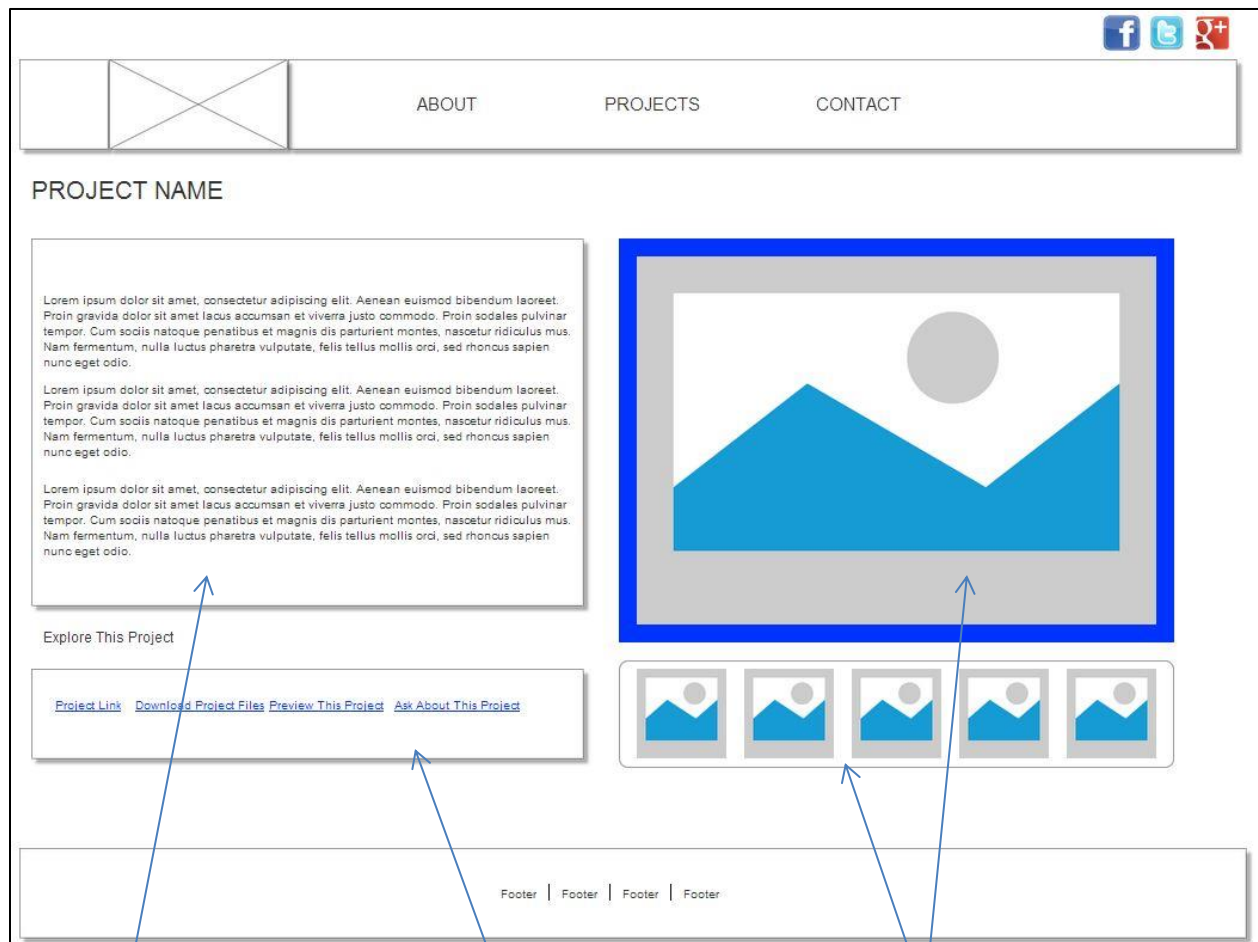 f t g+
ABOUT PROJECTS CONTACT
PROJECT NAME
Lorem ipsum dolor sit amet, consectetur adipiscing elit. Aenean euismod bibendum laoreet.
Proin gravida dolor sit amet lacus accumsan et viverra justo commodo. Proin sodales pulvinar
tempor. Cum sociis natoque penatibus et magnis dis parturient montes, nascetur ridiculus mus.
Nam fermentum, nulla luctus pharetra vulputate, felis tellus mollis orci, sed rhoncus sapien
nunc eget odio.
Lorem ipsum dolor sit amet, consectetur adipiscing elit. Aenean euismod bibendum laoreet.
Proin gravida dolor sit amet lacus accumsan et viverra justo commodo. Proin sodales pulvinar
tempor. Cum sociis natoque penatibus et magnis dis parturient montes, nascetur ridiculus mus.
Nam fermentum, nulla luctus pharetra vulputate, felis tellus mollis orci, sed rhoncus sapien
nunc eget odio.
Lorem ipsum dolor sit amet, consectetur adipiscing elit. Aenean euismod bibendum laoreet.
Proin gravida dolor sit amet lacus accumsan et viverra justo commodo. Proin sodales pulvinar
tempor. Cum sociis natoque penatibus et magnis dis parturient montes, nascetur ridiculus mus.
Nam fermentum, nulla luctus pharetra vulputate, felis tellus mollis orci, sed rhoncus sapien
nunc eget odio.
Explore This Project
Project Link Download Project Files Preview This Project Ask About This Project
Footer | Footer | Footer | Footer